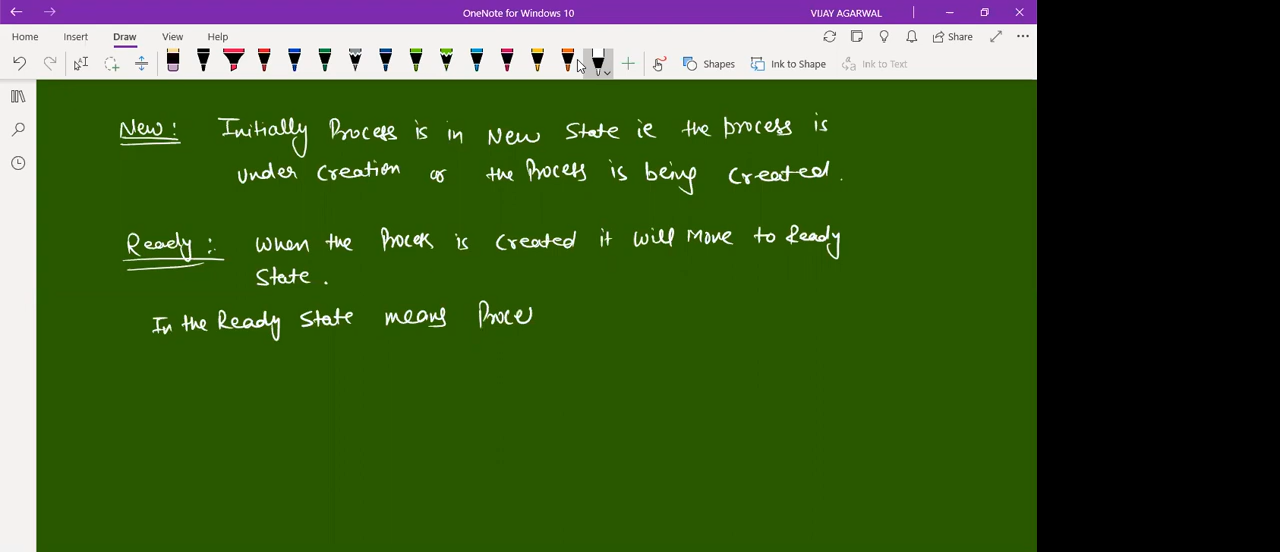 OneNote for Windows 10
VIJAY AGARWAL
Home Insert Draw View Help
Share
Shapes Ink to Shape Ink to Text
New: Initially Process is in New State ie the process is
under creation or the Process is being created.
Ready: when the Process is created it will Move to Ready
State.
In the Ready State means Proce